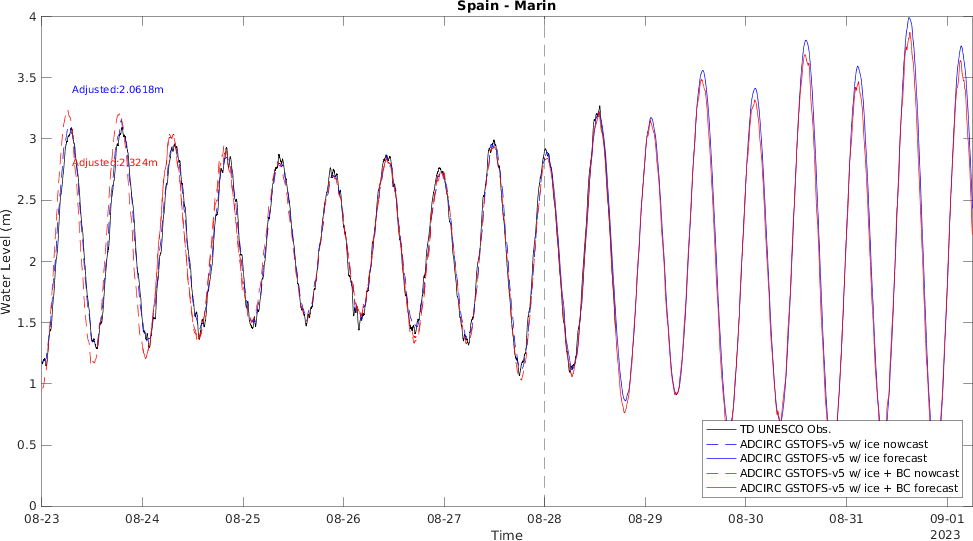 Spain - Marin
4
3.5
3
2.5
2
1.5
1
0.5
0
Water Level (m)
Adjusted:2.0618m
Adjusted:2.324m
TD UNESCO Obs.
ADCIRC GSTOFS-v5 w/ ice nowcast
ADCIRC GSTOFS-v5 w/ ice forecast
ADCIRC GSTOFS-v5 w/ ice + BC nowcast
ADCIRC GSTOFS-v5 w/ ice + BC forecast
08-23 08-24 08-25 08-26 08-27 08-28 08-29 08-30 08-31 09-01
2023
Time